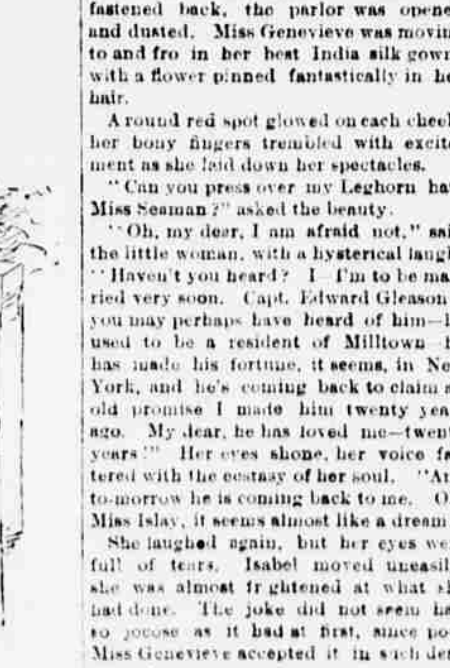 fastened back, the parlor was opene
and dusted. Miss Genevieve was movin
to and fro in her best India silk gown
with a flower pinned fantastically in he
hair.
A round red spot glowed on each cheek
her bony fingers trembled with excite
ment as she laid down her spectacles.
"Can you press over my Leghorn hat
Miss Seaman?" asked the beauty.
"Oh, my dear, I am afraid not," said
the little woman, with a hysterical laugh
"Haven't you heard? I—I'm to be mar
ried very soon. Capt. Edward Gleason
you may perhaps have heard of him—h
used to be a resident of Milltown—h
has made his fortune, it seems, in Ne
York, and he's coming back to claim a
old promise I made him twenty yea
ago. My dear, he has loved me—twent
years!" Her eyes shone, her voice fa
tered with the ecstasy of her soul. "An
to-morrow he is coming back to me. O
Miss Islay, it seems almost like a dream
She laughed again, but her eyes we
full of tears. Isabel moved uneasil
she was almost fr ghtened at what sh
had done. The joke did not seem ha
so jocose as it had at first, since po
Miss Genevieve accepted it in such dea